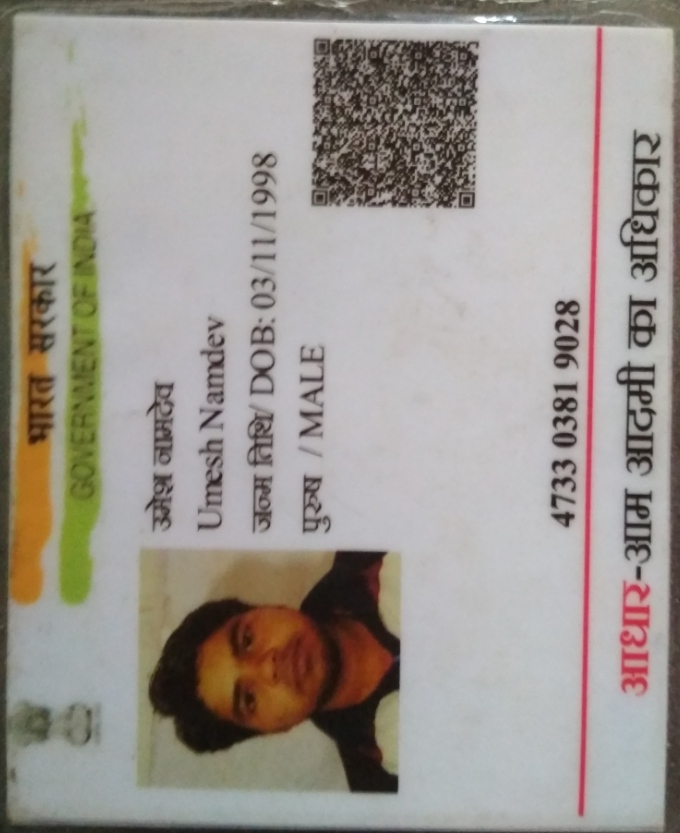 भारत सरकार
GOVERNMENT OF INDIA
उमेश नामदेव
Umesh Namdev
जन्म तिथि/ DOB: 03/11/1998
पुरुष / MALE
4733 0381 9028
आधार-आम आदमी का अधिकार